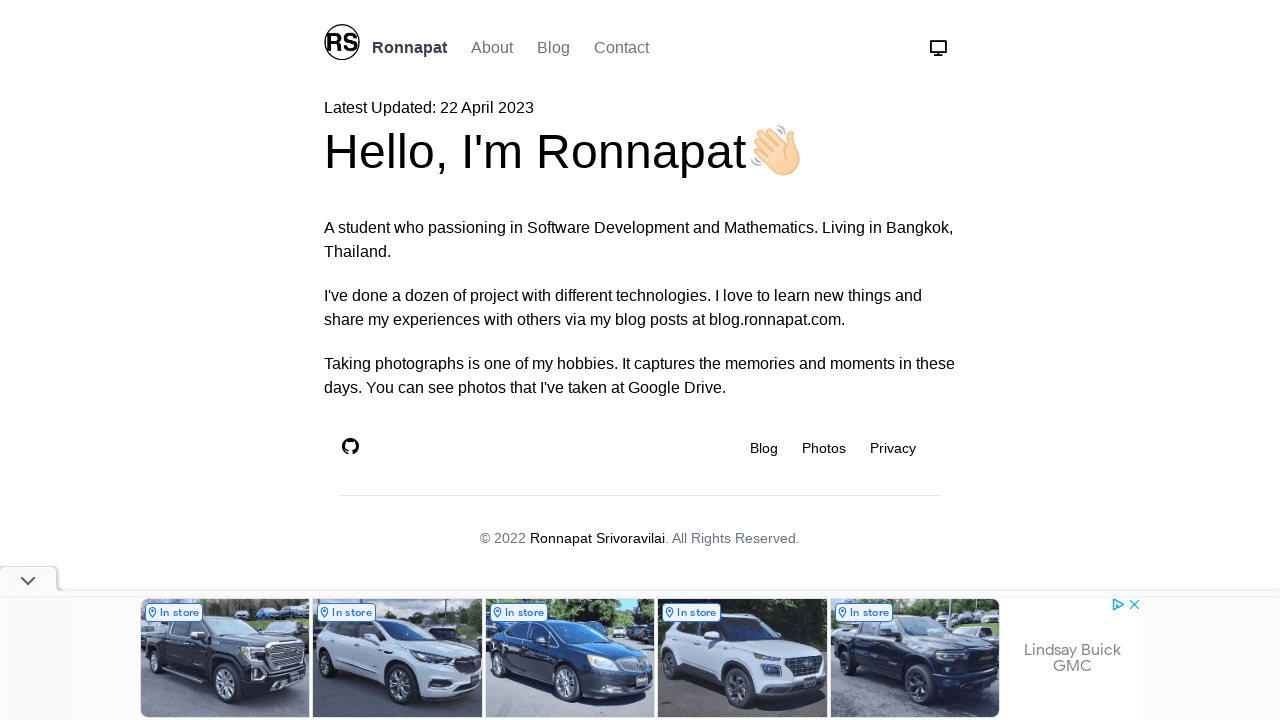 RS
Ronnapat About Blog Contact
Latest Updated: 22 April 2023
Hello, I'm Ronnapat👋🏼
A student who passioning in Software Development and Mathematics. Living in Bangkok,
Thailand.
I've done a dozen of project with different technologies. I love to learn new things and
share my experiences with others via my blog posts at blog.ronnapat.com.
Taking photographs is one of my hobbies. It captures the memories and moments in these
days. You can see photos that I've taken at Google Drive.
Blog Photos Privacy
© 2022 Ronnapat Srivoravilai. All Rights Reserved.
In store In store In store In store In store
Lindsay Buick
GMC